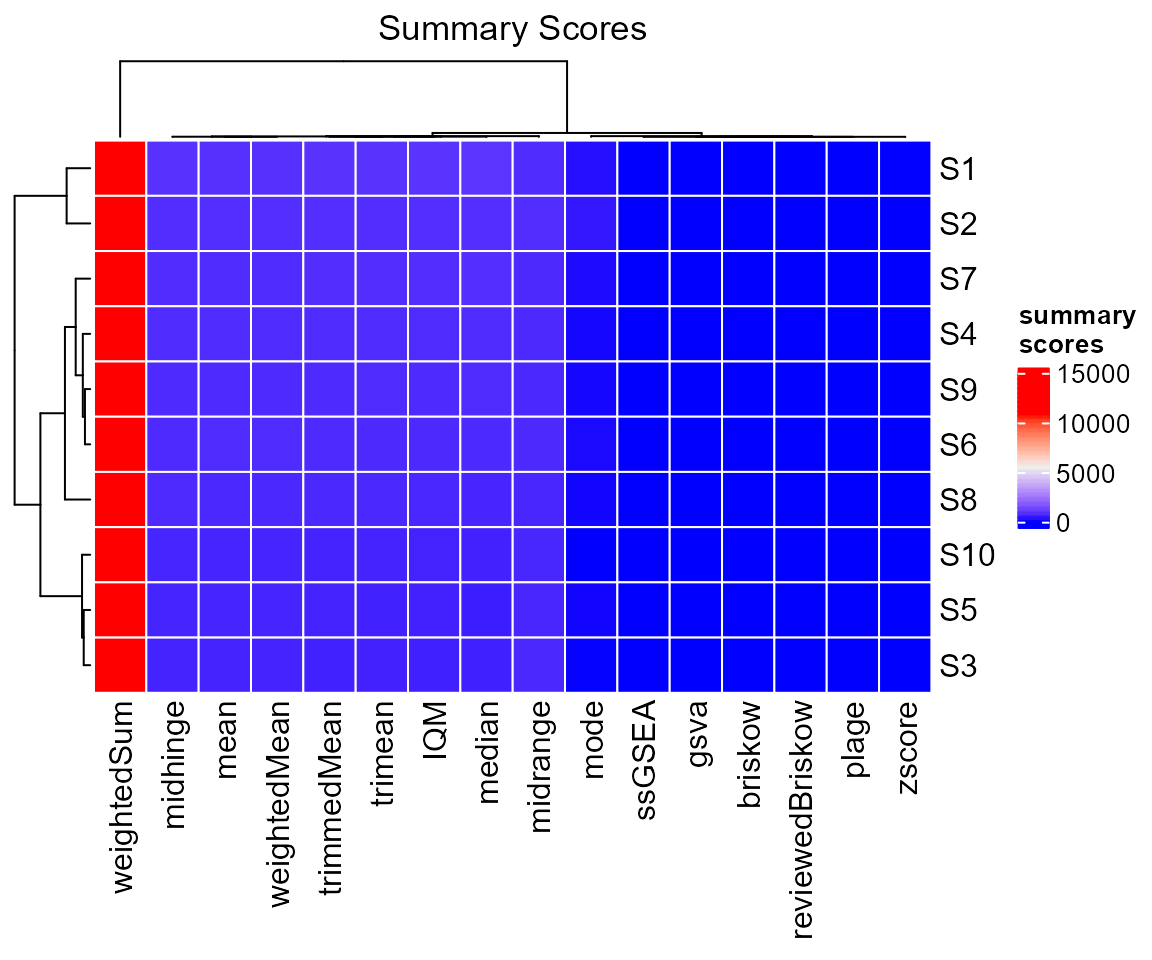 Summary Scores
S1
S2
S7
S4
S9
S6
S8
S10
S5
S3
summary
scores
15000
10000
5000
0
weightedSum
midhinge
mean
weightedMean
trimmedMean
trimean
IQM
median
midrange
mode
ssGSEA
gsva
briskow
reviewedBriskow
plage
zscore